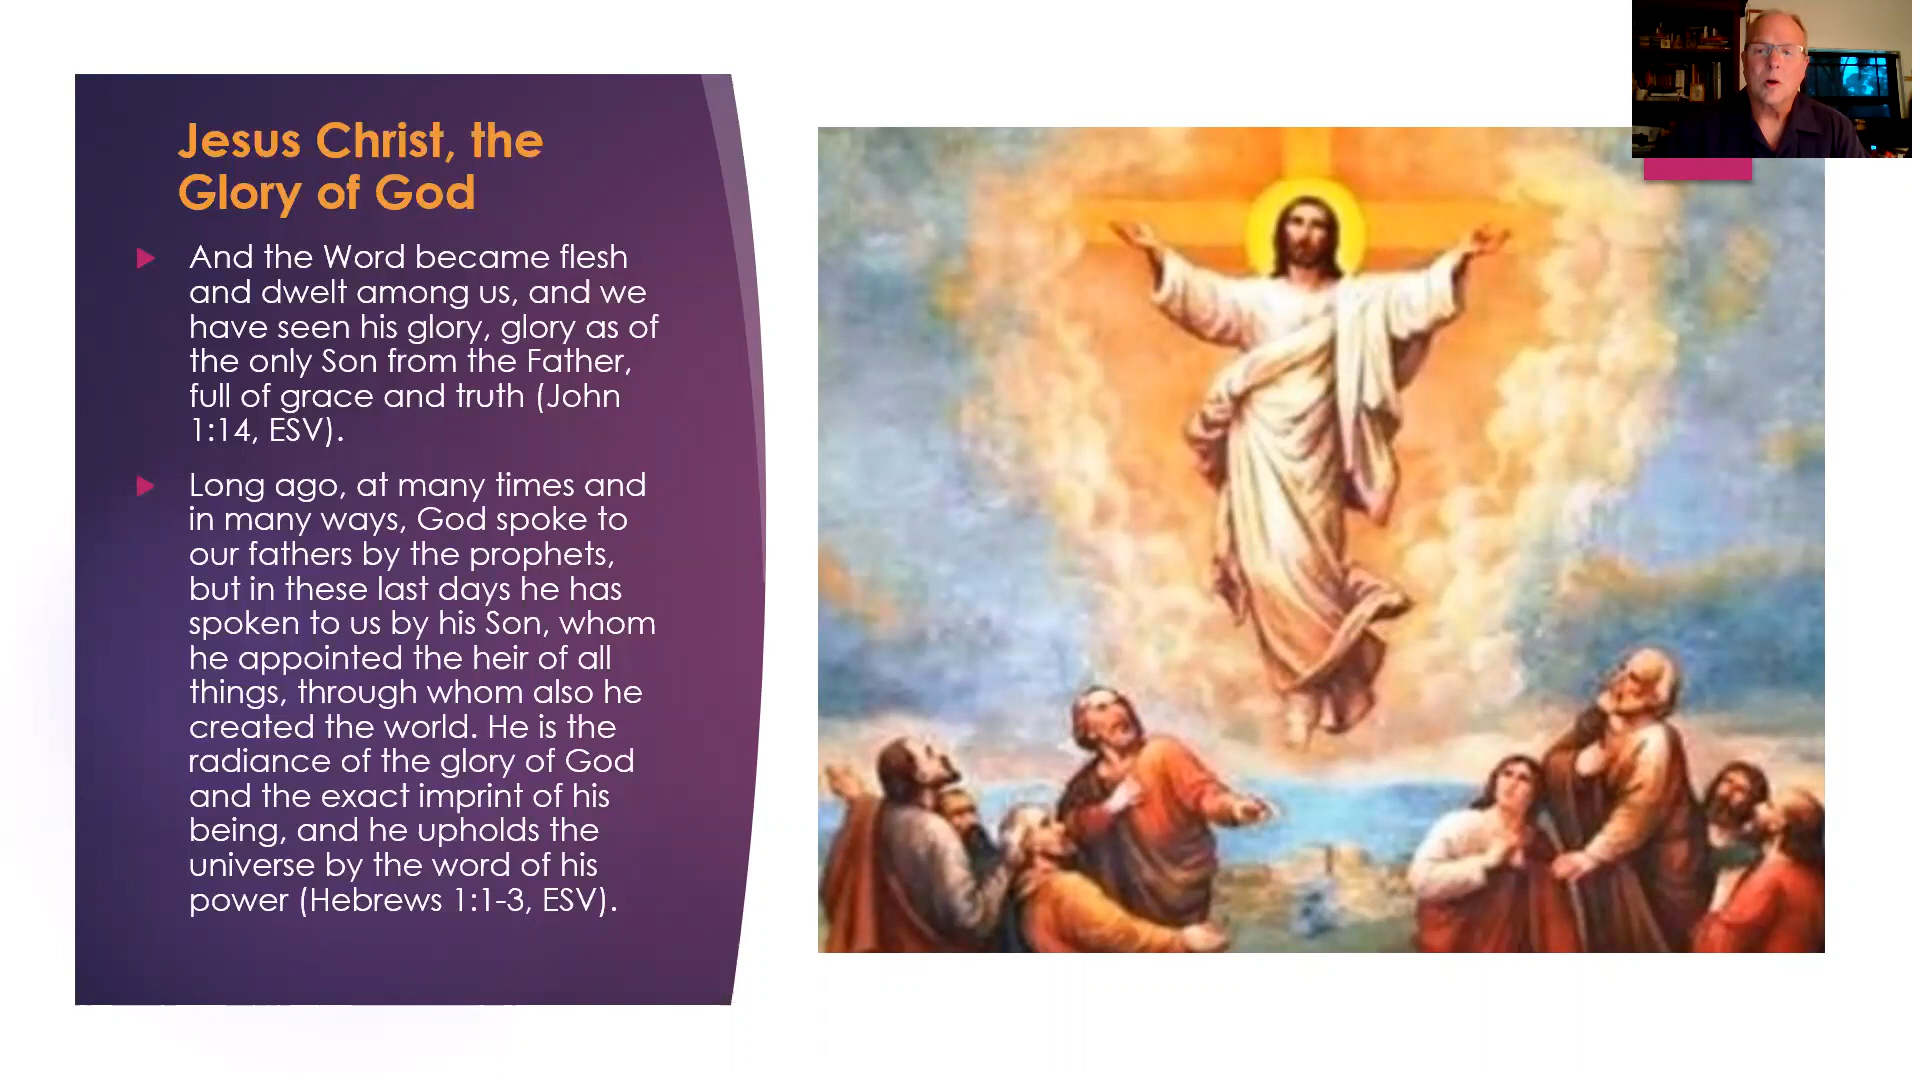 Jesus Christ, the
Glory of God
And the Word became flesh
and dwelt among us, and we
have seen his glory, glory as of
the only Son from the Father,
full of grace and truth (John
1:14, ESV).
Long ago, at many times and
in many ways, God spoke to
our fathers by the prophets,
but in these last days he has
spoken to us by his Son, whom
he appointed the heir of all
things, through whom also he
created the world. He is the
radiance of the glory of God
and the exact imprint of his
being, and he upholds the
universe by the word of his
power (Hebrews 1:1-3, ESV).